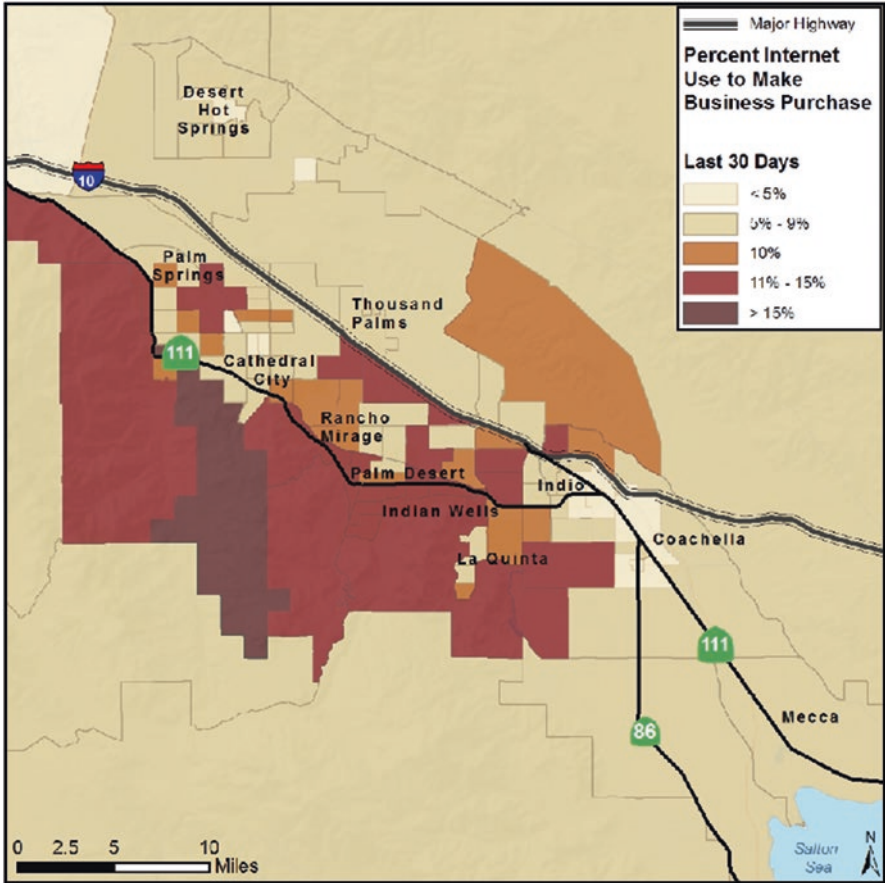 Major Highway
Percent Internet
Use to Make
Business Purchase
Last 30 Days
< 5%
5% - 9%
10%
11% - 15%
> 15%
Desert
Hot
Springs
10
Palm
Springs
Thousand
Palms
111
Cathedral
City
Rancho
Mirage
Palm Desert
Indio
Indian Wells
Coachella
La Quinta
111
Mecca
86
0 2.5 5 10
Miles
Salton
Sea
N